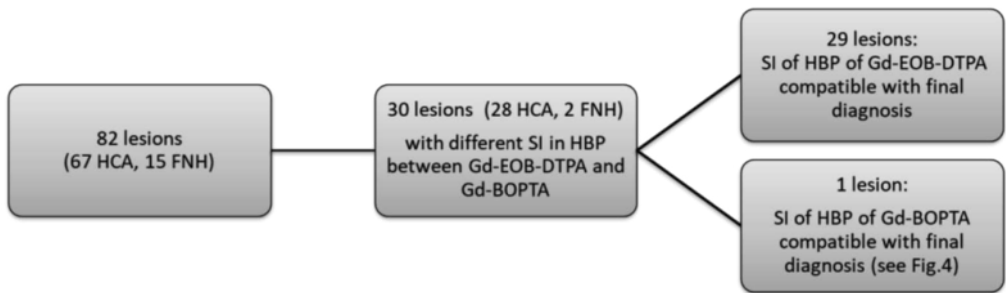 82 lesions
(67 HCA, 15 FNH)
30 lesions (28 HCA, 2 FNH)
with different SI in HBP
between Gd-EOB-DTPA and
Gd-BOPTA
29 lesions:
SI of HBP of Gd-EOB-DTPA
compatible with final
diagnosis
1 lesion:
SI of HBP of Gd-BOPTA
compatible with final
diagnosis (see Fig.4)